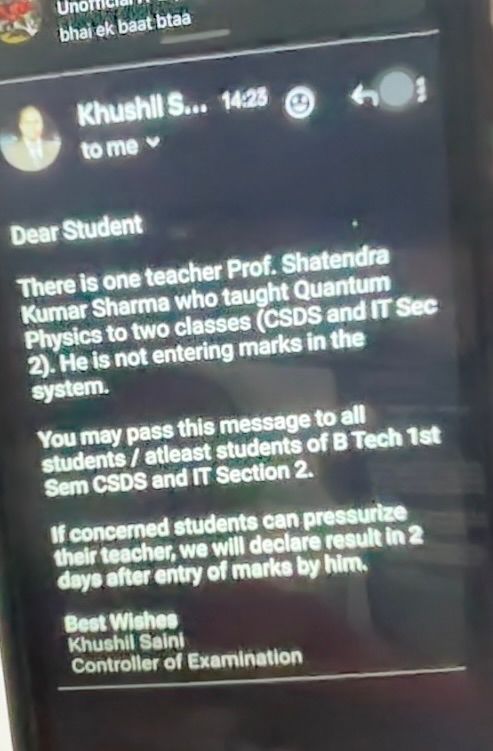 Unofficial
bhai ek baat btaa
Khushil S... 14:23
to me
Dear Student
There is one teacher Prof. Shatendra
Kumar Sharma who taught Quantum
Physics to two classes (CSDS and IT Sec
2). He is not entering marks in the
system.
You may pass this message to all
students / atleast students of B Tech 1st
Sem CSDS and IT Section 2.
If concerned students can pressurize
their teacher, we will declare result in 2
days after entry of marks by him.
Best Wishes
Khushil Saini
Controller of Examination